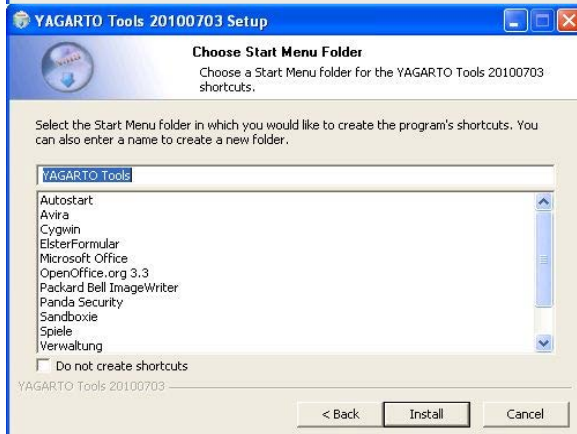 YAGARTO Tools 20100703 Setup
Choose Start Menu Folder
Choose a Start Menu folder for the YAGARTO Tools 20100703
shortcuts.
Select the Start Menu folder in which you would like to create the program's shortcuts. You
can also enter a name to create a new folder.
YAGARTO Tools
Autostart
Avira
Cygwin
ElsterFormular
Microsoft Office
OpenOffice.org 3.3
Packard Bell ImageWriter
Panda Security
Sandboxie
Spiele
Verwaltung
Do not create shortcuts
YAGARTO Tools 20100703
< Back Install Cancel